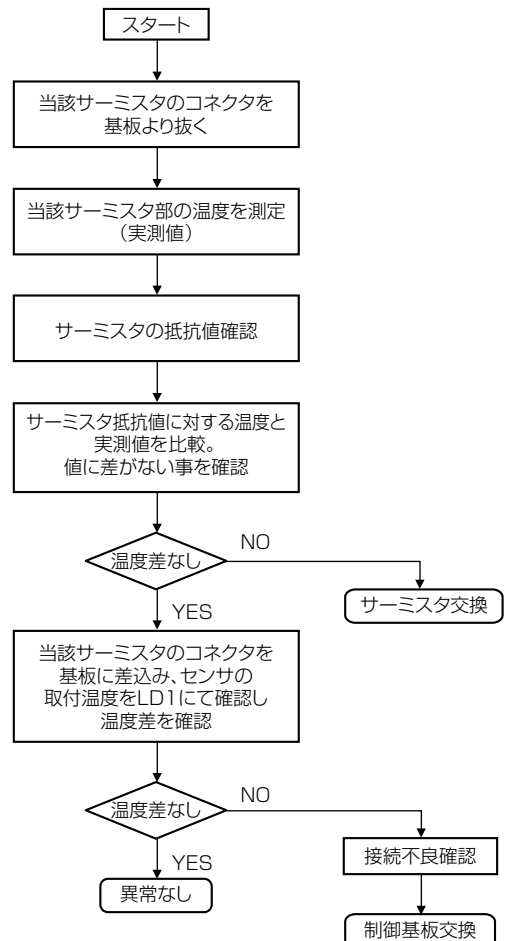 スタート
当該サーミスタのコネクタを
基板より抜く
当該サーミスタ部の温度を測定
（実測値）
サーミスタの抵抗値確認
サーミスタ抵抗値に対する温度と
実測値を比較。
値に差がない事を確認
温度差なし
NO
サーミスタ交換
YES
当該サーミスタのコネクタを
基板に差込み、センサの
取付温度をLD1にて確認し
温度差を確認
温度差なし
NO
接続不良確認
YES
異常なし
制御基板交換